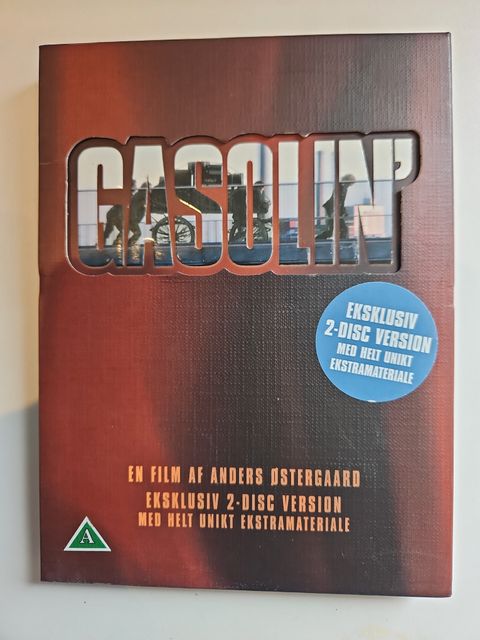 GASOLIN'
EKSKLUSIV
2-DISC VERSION
MED HELT UNIKT
EKSTRAMATERIALE
EN FILM AF ANDERS ØSTERGAARD
EKSKLUSIV 2-DISC VERSION
MED HELT UNIKT EKSTRAMATERIALE
A